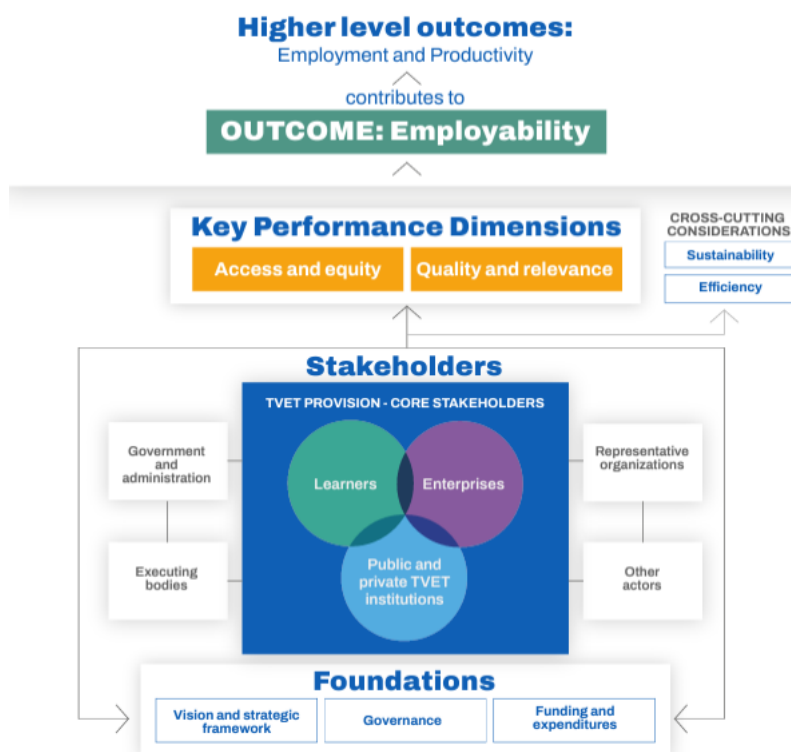 Higher level outcomes:
Employment and Productivity
contributes to
OUTCOME: Employability
Key Performance Dimensions
Access and equity
Quality and relevance
CROSS-CUTTING
CONSIDERATIONS
Sustainability
Efficiency
Stakeholders
TVET PROVISION - CORE STAKEHOLDERS
Government
and
administration
Executing
bodies
Learners
Enterprises
Public and
private TVET
institutions
Representative
organizations
Other
actors
Foundations
Vision and strategic
framework
Governance
Funding and
expenditures